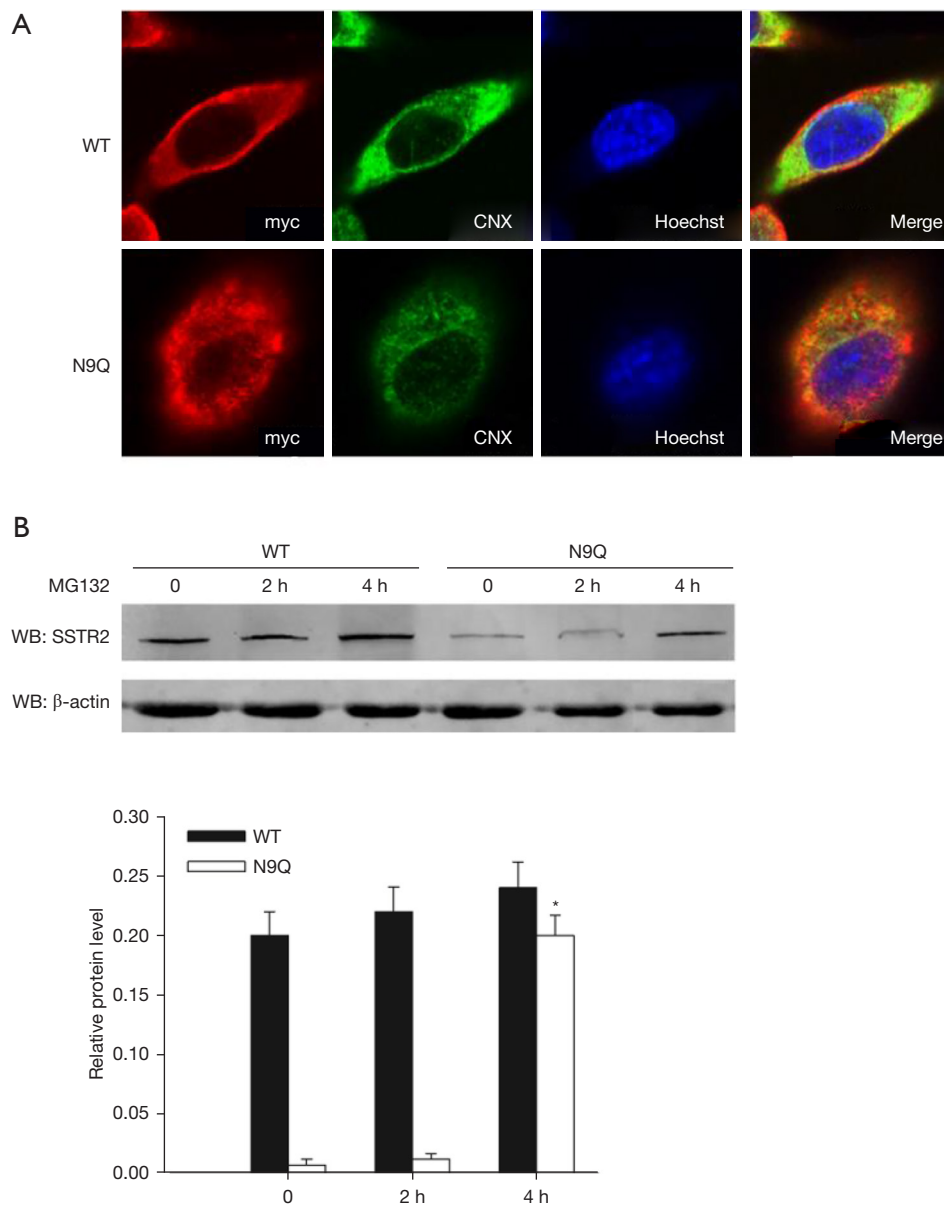 A
WT
myc CNX Hoechst Merge
N9Q
myc CNX Hoechst Merge
B
WT N9Q
MG132 0 2 h 4 h 0 2 h 4 h
WB: SSTR2
WB: β-actin
0.30
WT
N9Q
0.25
*
0.20
0.15
0.10
0.05
0.00
Relative protein level
0 2 h 4 h